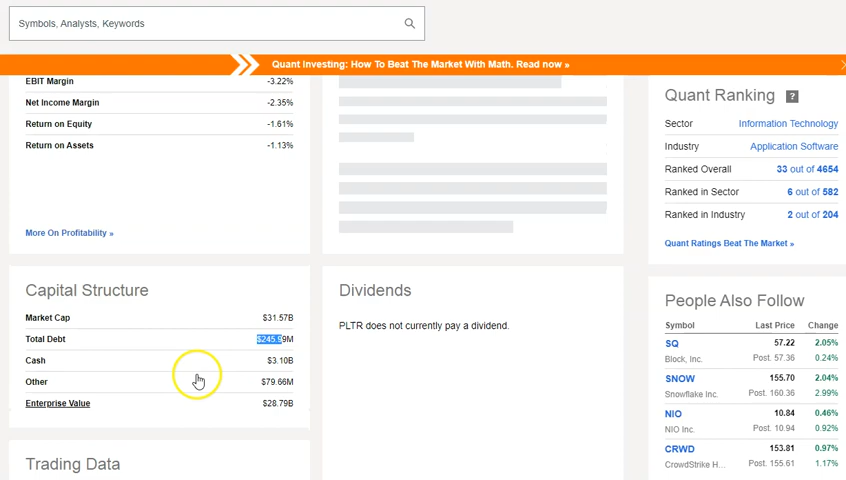 Symbols, Analysts, Keywords
Quant Investing: How To Beat The Market With Math. Read now »
EBIT Margin -3.22%
Net Income Margin -2.35%
Return on Equity -1.61%
Return on Assets -1.13%
More On Profitability »
Capital Structure
Market Cap $31.57B
Total Debt $245.99M
Cash $3.10B
Other $79.66M
Enterprise Value $28.79B
Trading Data
Dividends
PLTR does not currently pay a dividend.
Quant Ranking ?
Sector Information Technology
Industry Application Software
Ranked Overall 33 out of 4654
Ranked in Sector 6 out of 582
Ranked in Industry 2 out of 204
Quant Ratings Beat The Market »
People Also Follow
Symbol Last Price Change
SQ 57.22 2.05%
Block, Inc. Post. 57.36 0.24%
SNOW 155.70 2.04%
Snowflake Inc. Post. 160.36 2.99%
NIO 10.84 0.46%
NIO Inc. Post. 10.94 0.92%
CRWD 153.81 0.97%
CrowdStrike H... Post. 155.61 1.17%